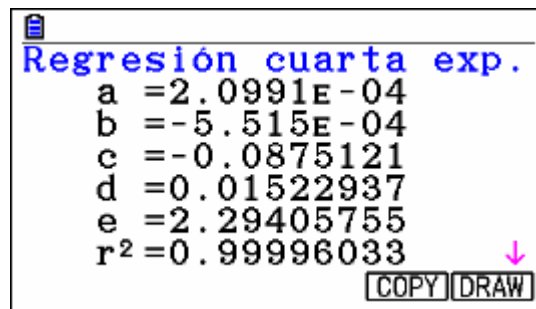 Regresión cuarta exp.
a =2.0991E-04
b =-5.515E-04
c =-0.0875121
d =0.01522937
e =2.29405755
r²=0.99996033 ↓
COPY DRAW